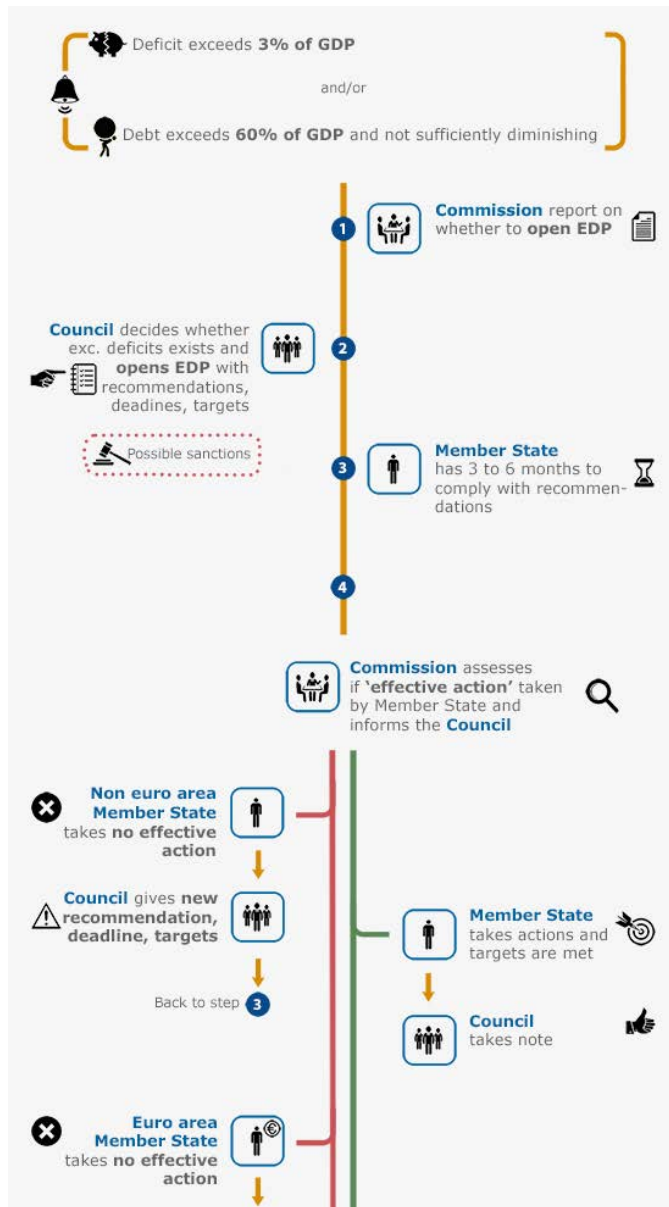 Deficit exceeds 3% of GDP
and/or
Debt exceeds 60% of GDP and not sufficiently diminishing
1
Commission report on
whether to open EDP
Council decides whether
exc. deficits exists and
opens EDP with
recommendations,
deadines, targets
2
Possible sanctions
3
Member State
has 3 to 6 months to
comply with recommen-
dations
4
Commission assesses
if ‘effective action’ taken
by Member State and
informs the Council
Non euro area
Member State
takes no effective
action
Council gives new
recommendation,
deadline, targets
Back to step 3
Member State
takes actions and
targets are met
Council
takes note
Euro area
Member State
takes no effective
action
€